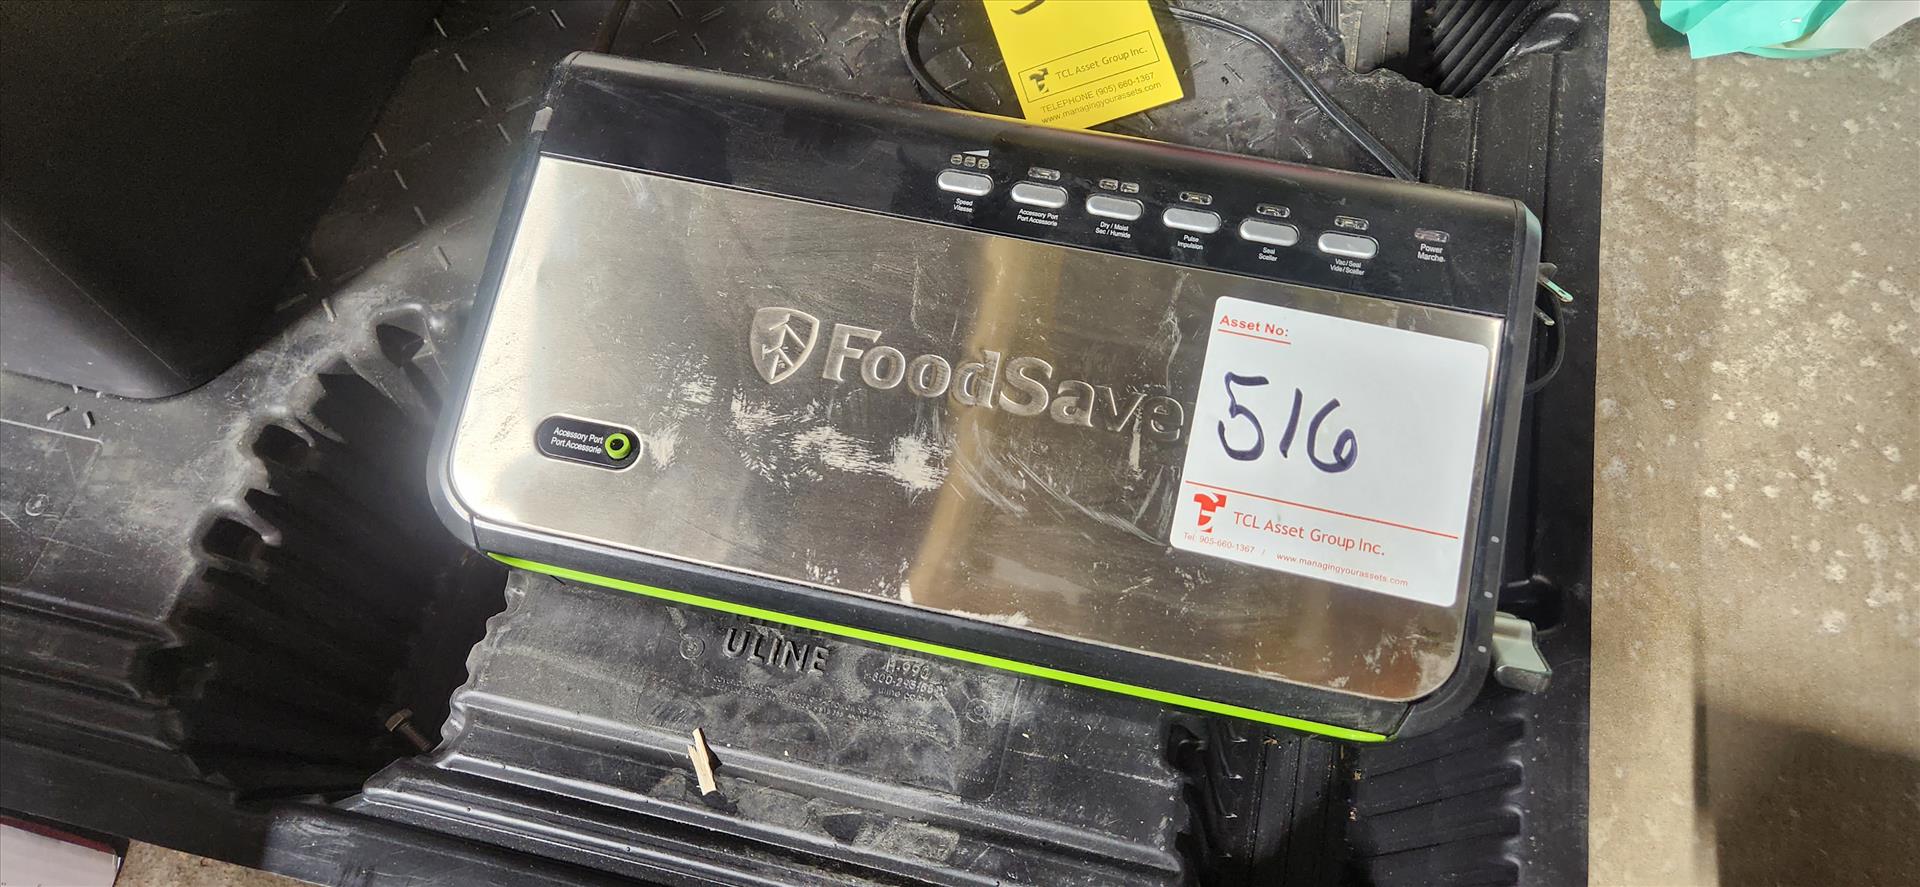 TCL Asset Group Inc.
TELEPHONE (905) 660-1367
www.managingyourassets.com
Speed
Vitesse
Accessory Port
Port Accessoire
Dry / Moist
Sec / Humide
Pulse
Impulsion
Seal
Sceller
Vac / Seal
Vide / Sceller
Power
Marche
FoodSave
Accessory Port
Port Accessoire
Asset No:
516
TCL Asset Group Inc.
Tel: 905-660-1367 / www.managingyourassets.com
ULINE